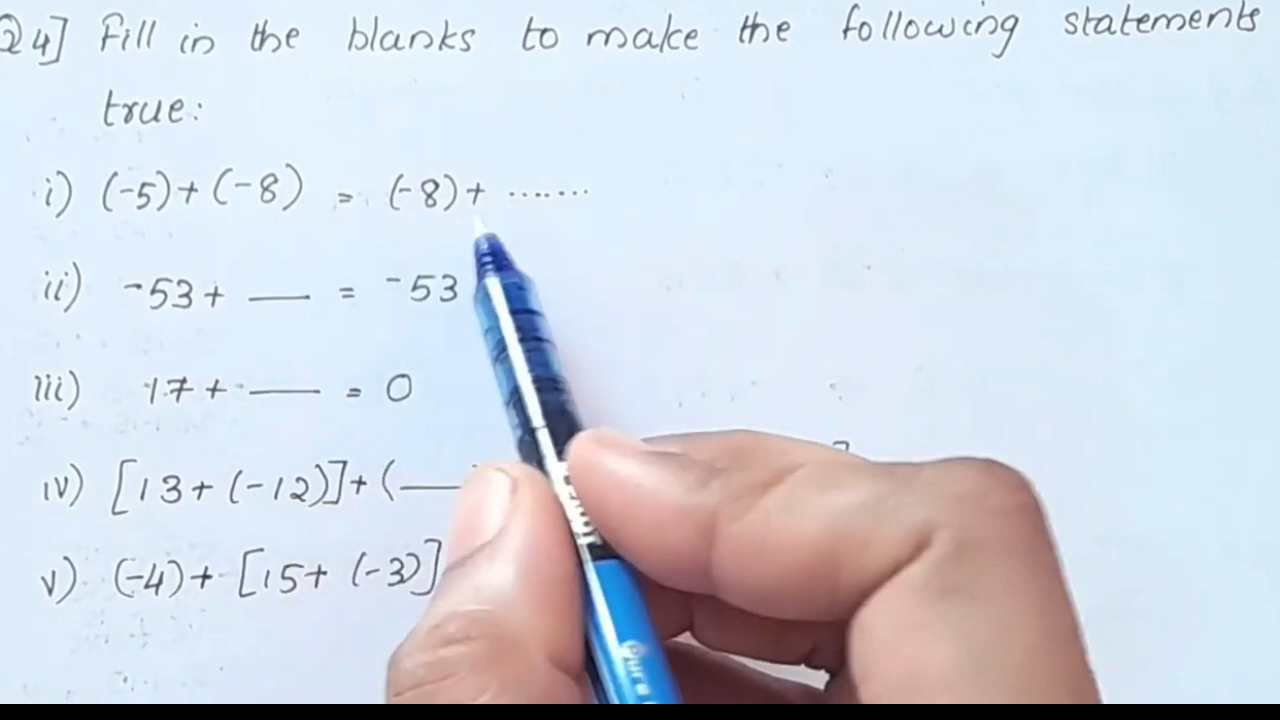 Q4] Fill in the blanks to make the following statements
true:
i) (-5)+(-8) = (-8)+ .......
ii) -53+ ___ = -53
iii) 17+ ___ = 0
iv) [13+(-12)]+(___
v) (-4)+[15+(-3)]
Pure